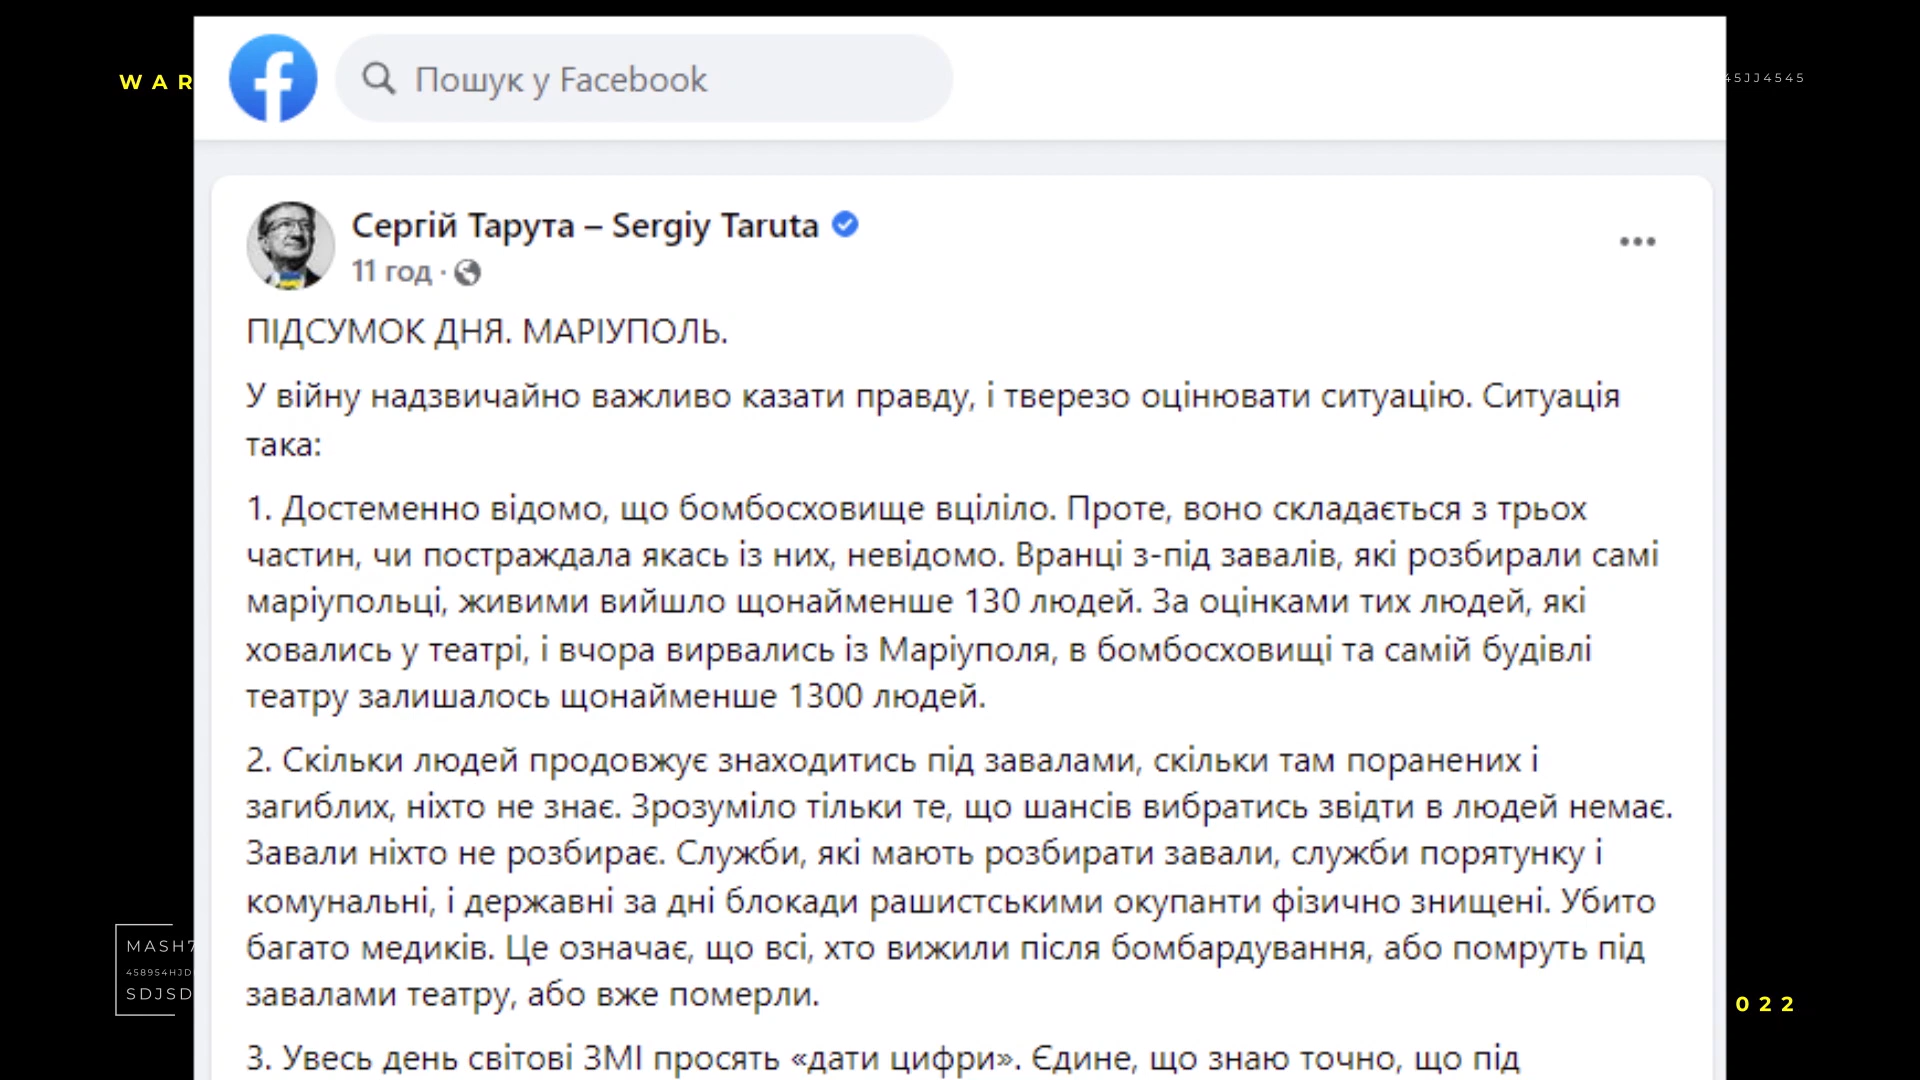 WAR
45JJ4545
Пошук у Facebook
Сергій Тарута – Sergiy Taruta
11 год ·
ПІДСУМОК ДНЯ. МАРІУПОЛЬ.
У війну надзвичайно важливо казати правду, і тверезо оцінювати ситуацію. Ситуація
така:
1. Достеменно відомо, що бомбосховище вціліло. Проте, воно складається з трьох
частин, чи постраждала якась із них, невідомо. Вранці з-під завалів, які розбирали самі
маріупольці, живими вийшло щонайменше 130 людей. За оцінками тих людей, які
ховались у театрі, і вчора вирвались із Маріуполя, в бомбосховищі та самій будівлі
театру залишалось щонайменше 1300 людей.
2. Скільки людей продовжує знаходитись під завалами, скільки там поранених і
загиблих, ніхто не знає. Зрозуміло тільки те, що шансів вибратись звідти в людей немає.
Завали ніхто не розбирає. Служби, які мають розбирати завали, служби порятунку і
комунальні, і державні за дні блокади рашистськими окупанти фізично знищені. Убито
багато медиків. Це означає, що всі, хто вижили після бомбардування, або помруть під
завалами театру, або вже померли.
3. Увесь день світові ЗМІ просять «дати цифри». Єдине, що знаю точно, що під
MASH7
458954HJD
SDJSD
022